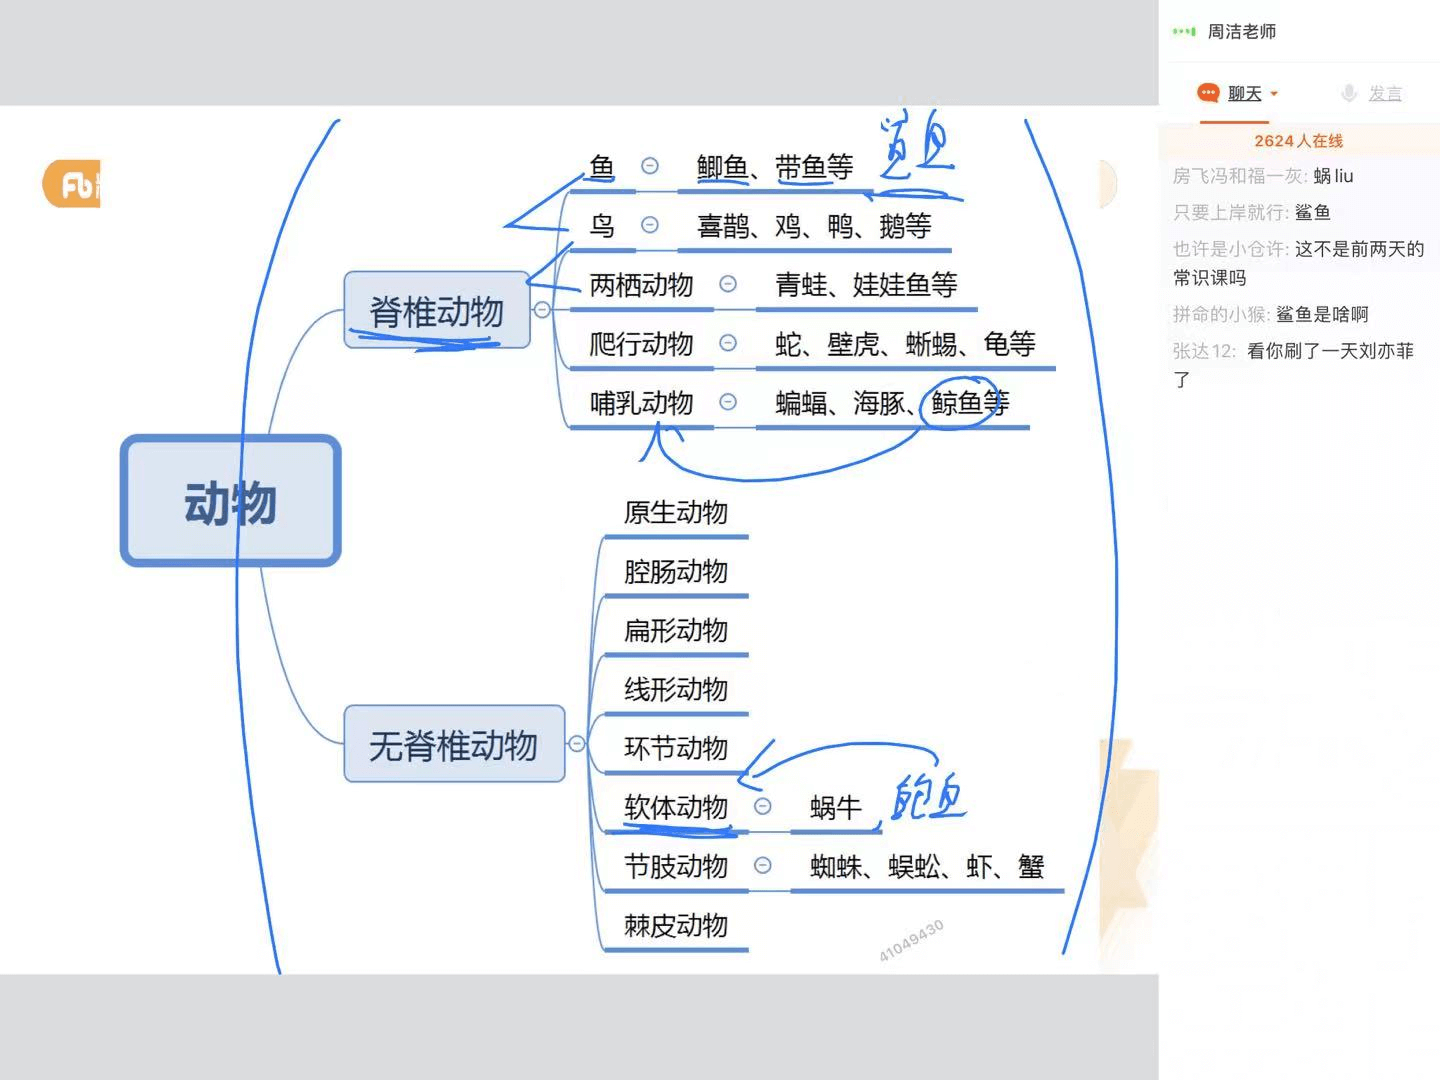 周洁老师
聊天
发言
2624人在线
房飞冯和福一灰: 蜗liu
只要上岸就行: 鲨鱼
也许是小仓许: 这不是前两天的
常识课吗
拼命的小猴: 鲨鱼是啥啊
张达12: 看你刷了一天刘亦菲
了
动物
脊椎动物
鱼
鲫鱼、带鱼等
鸟
喜鹊、鸡、鸭、鹅等
两栖动物
青蛙、娃娃鱼等
爬行动物
蛇、壁虎、蜥蜴、龟等
哺乳动物
蝙蝠、海豚、鲸鱼等
无脊椎动物
原生动物
腔肠动物
扁形动物
线形动物
环节动物
软体动物
蜗牛
鲍鱼
节肢动物
蜘蛛、蜈蚣、虾、蟹
棘皮动物
41049430